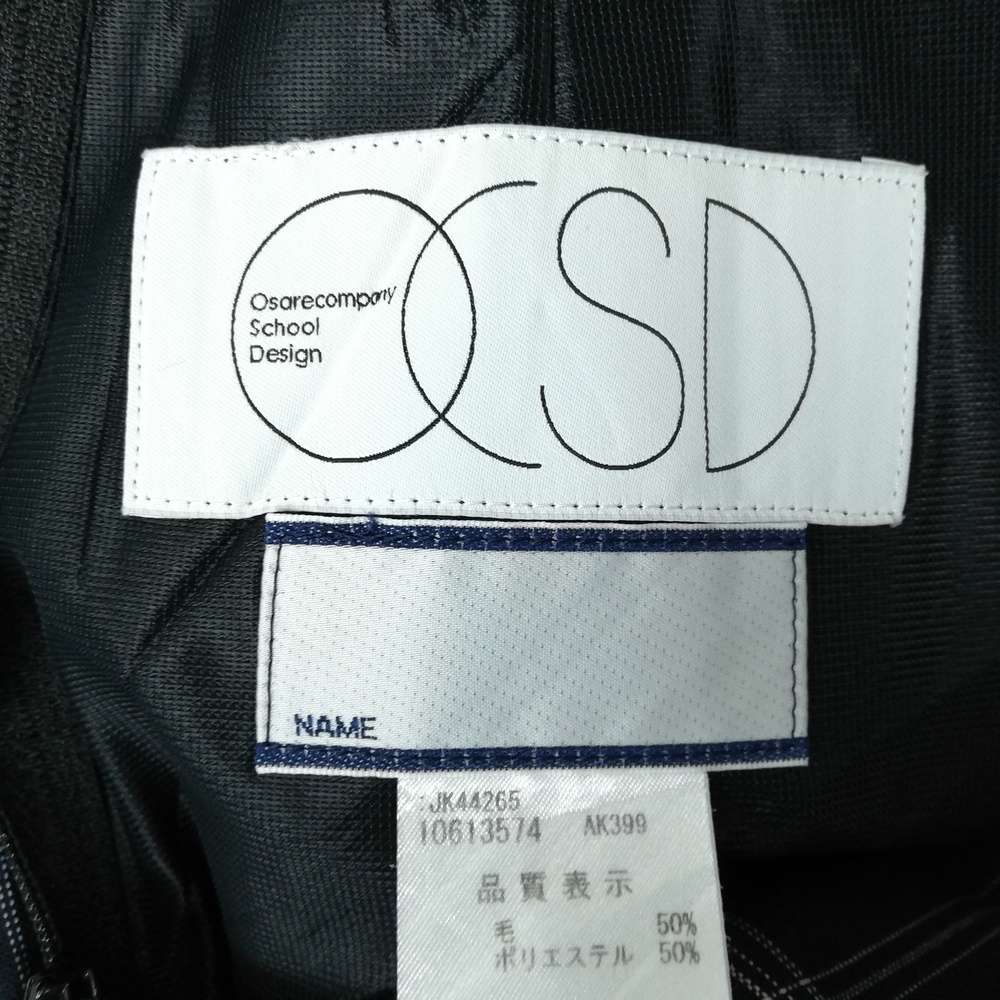 OCSD
Osarecompany
School
Design
NAME
:JK44265
10613574 AK399
品質表示
毛 50%
ポリエステル 50%